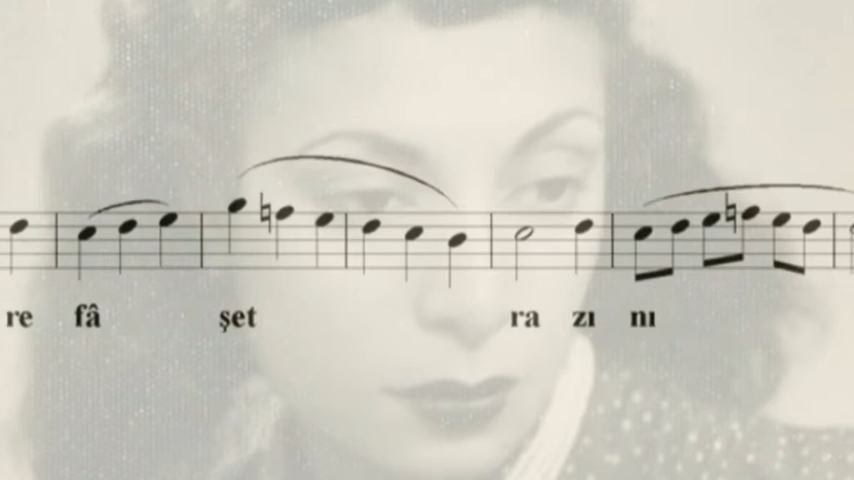 re fâ şet ra zı nı